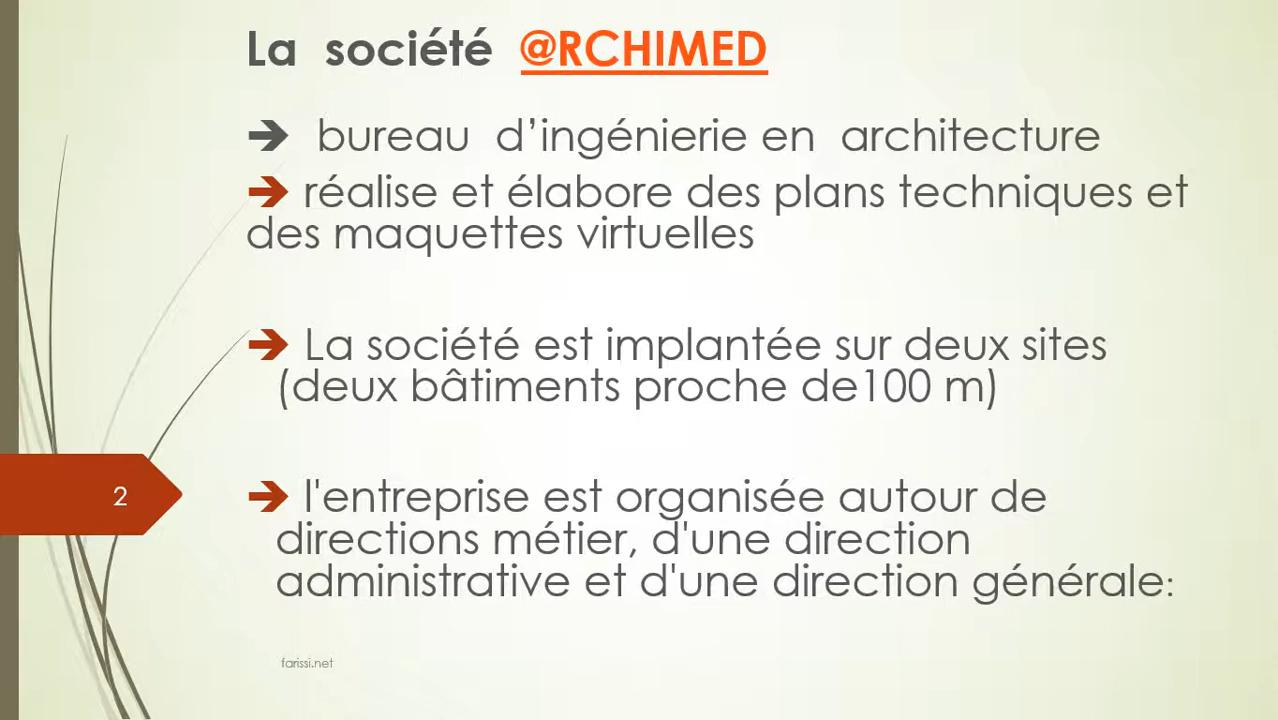 La société @RCHIMED
➔ bureau d’ingénierie en architecture
➔ réalise et élabore des plans techniques et
des maquettes virtuelles
➔ La société est implantée sur deux sites
(deux bâtiments proche de100 m)
2
➔ l'entreprise est organisée autour de
directions métier, d'une direction
administrative et d'une direction générale:
farissi.net